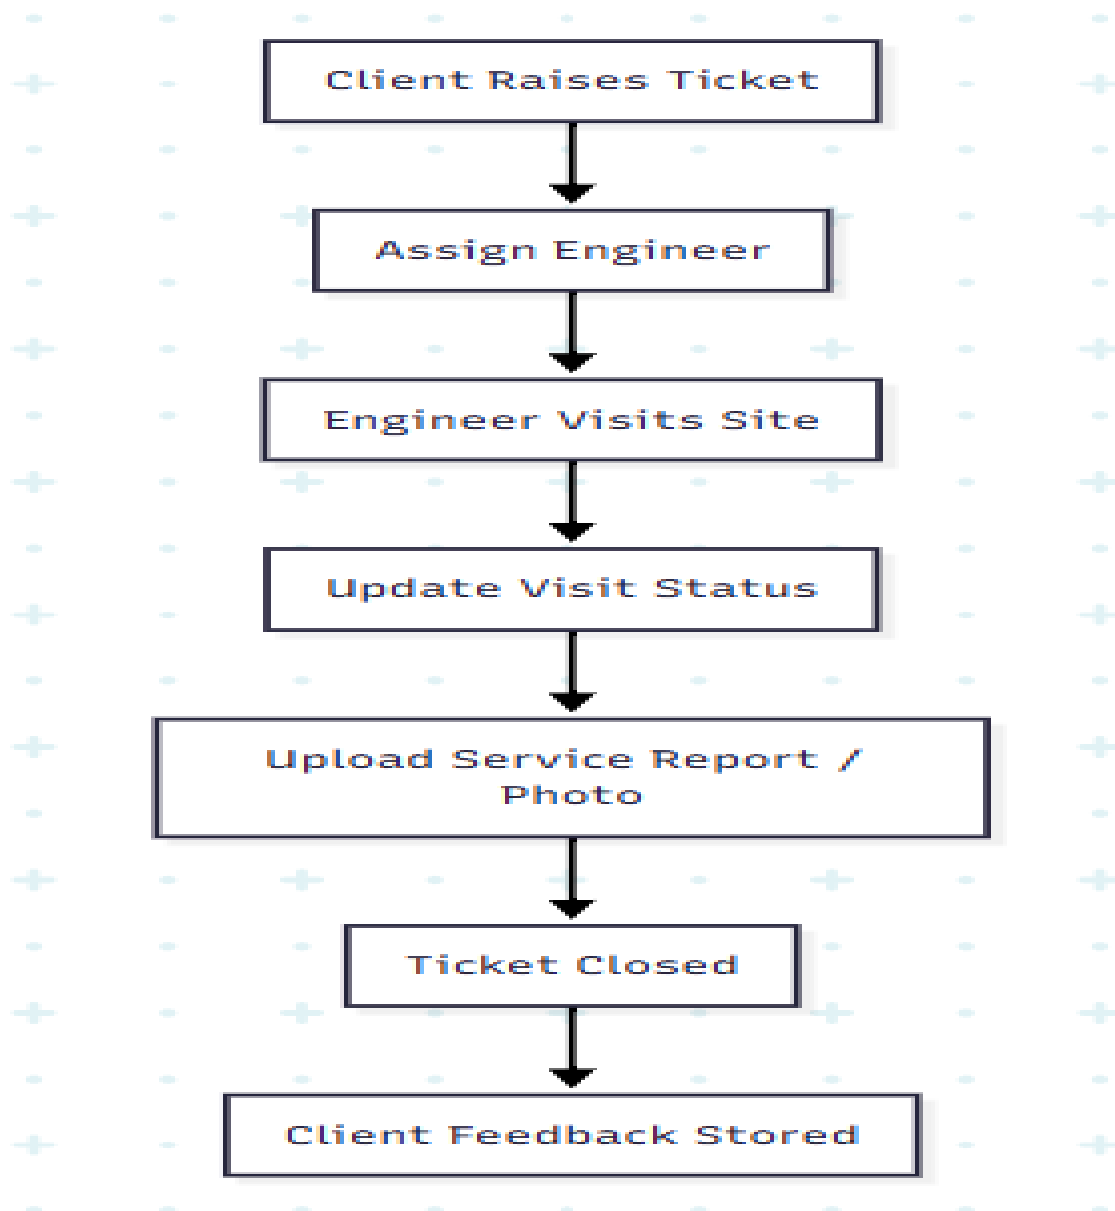 Client Raises Ticket
Assign Engineer
Engineer Visits Site
Update Visit Status
Upload Service Report /
Photo
Ticket Closed
Client Feedback Stored